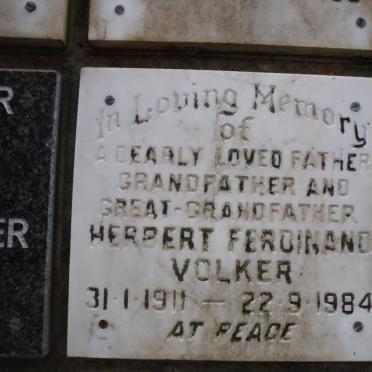 In Loving Memory
of
A DEARLY LOVED FATHER
GRANDFATHER AND
GREAT-GRANDFATHER
HERBERT FERDINAND
VOLKER
31·1·1911 — 22·9·1984
AT PEACE
R
ER